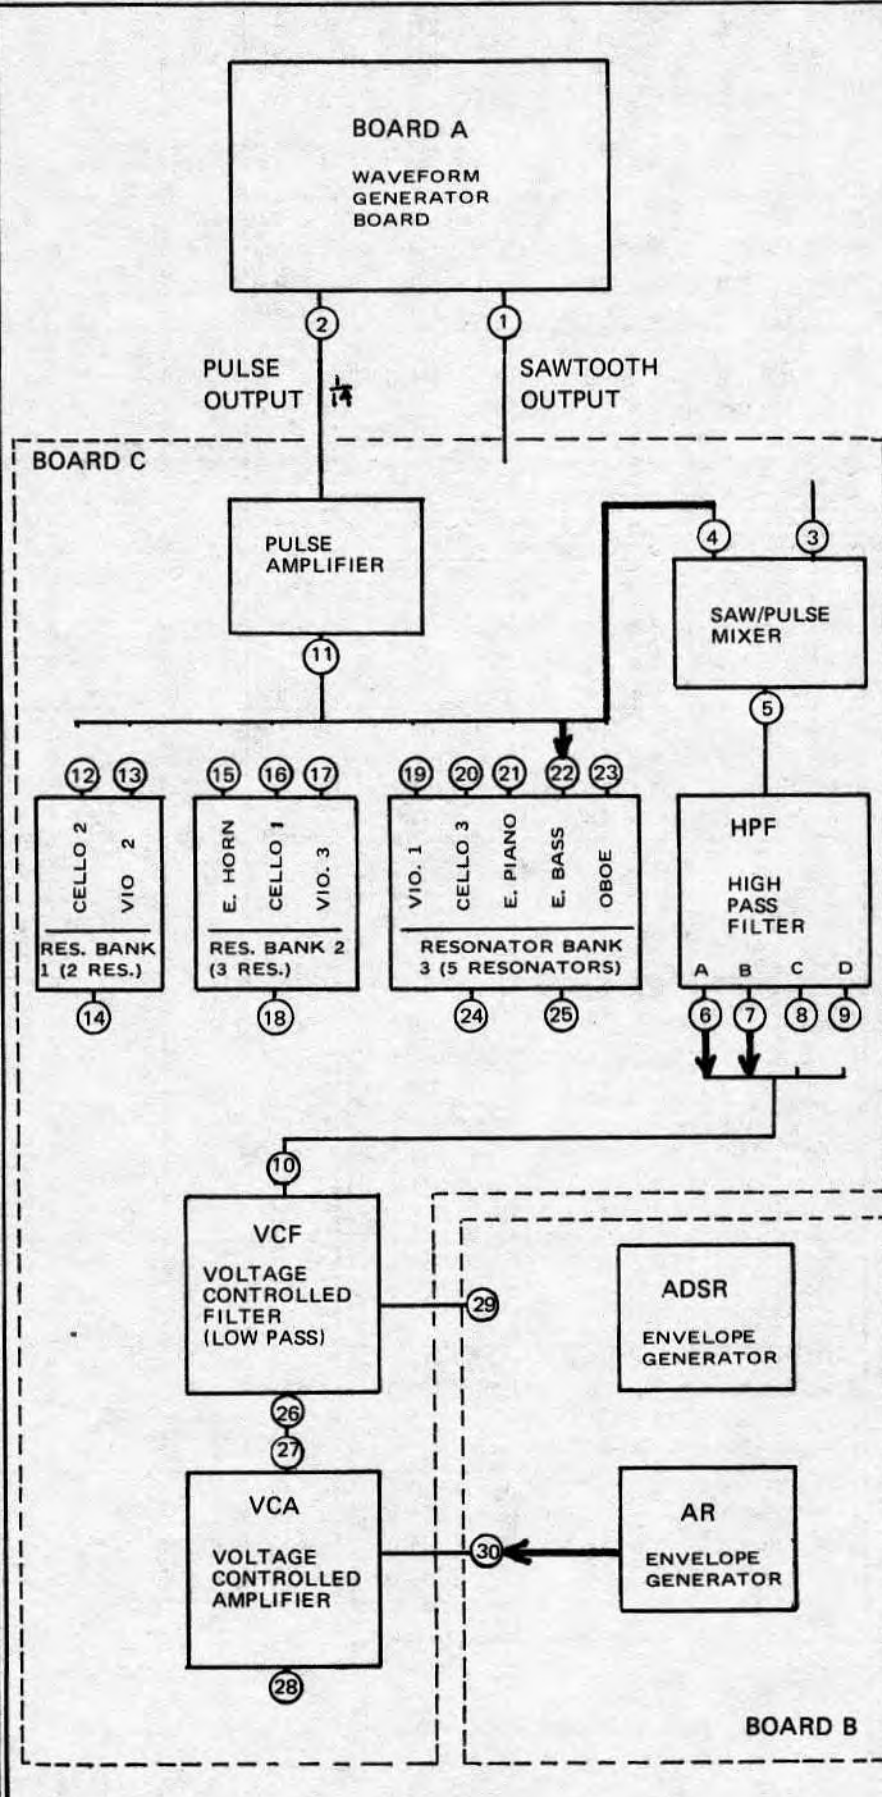 BOARD A
WAVEFORM
GENERATOR
BOARD
2
1
PULSE
OUTPUT
1/14
SAWTOOTH
OUTPUT
BOARD C
PULSE
AMPLIFIER
4
3
SAW/PULSE
MIXER
11
5
12 13 15 16 17 19 20 21 22 23
CELLO 2
VIO 2
RES. BANK
1 (2 RES.)
14
E. HORN
CELLO 1
VIO. 3
RES. BANK 2
(3 RES.)
18
VIO. 1
CELLO 3
E. PIANO
E. BASS
OBOE
RESONATOR BANK
3 (5 RESONATORS)
24
25
HPF
HIGH
PASS
FILTER
A B C D
6 7 8 9
10
VCF
VOLTAGE
CONTROLLED
FILTER
(LOW PASS)
29
ADSR
ENVELOPE
GENERATOR
26
27
VCA
VOLTAGE
CONTROLLED
AMPLIFIER
30
AR
ENVELOPE
GENERATOR
28
BOARD B